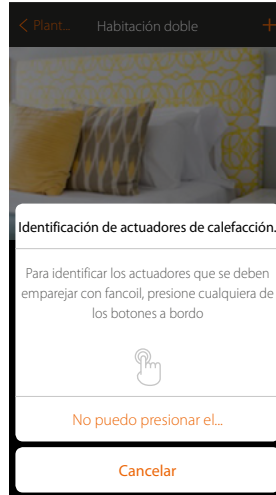 < Plant... Habitación doble +
Identificación de actuadores de calefacción.
Para identificar los actuadores que se deben
emparejar con fancoil, presione cualquiera de
los botones a bordo
No puedo presionar el...
Cancelar